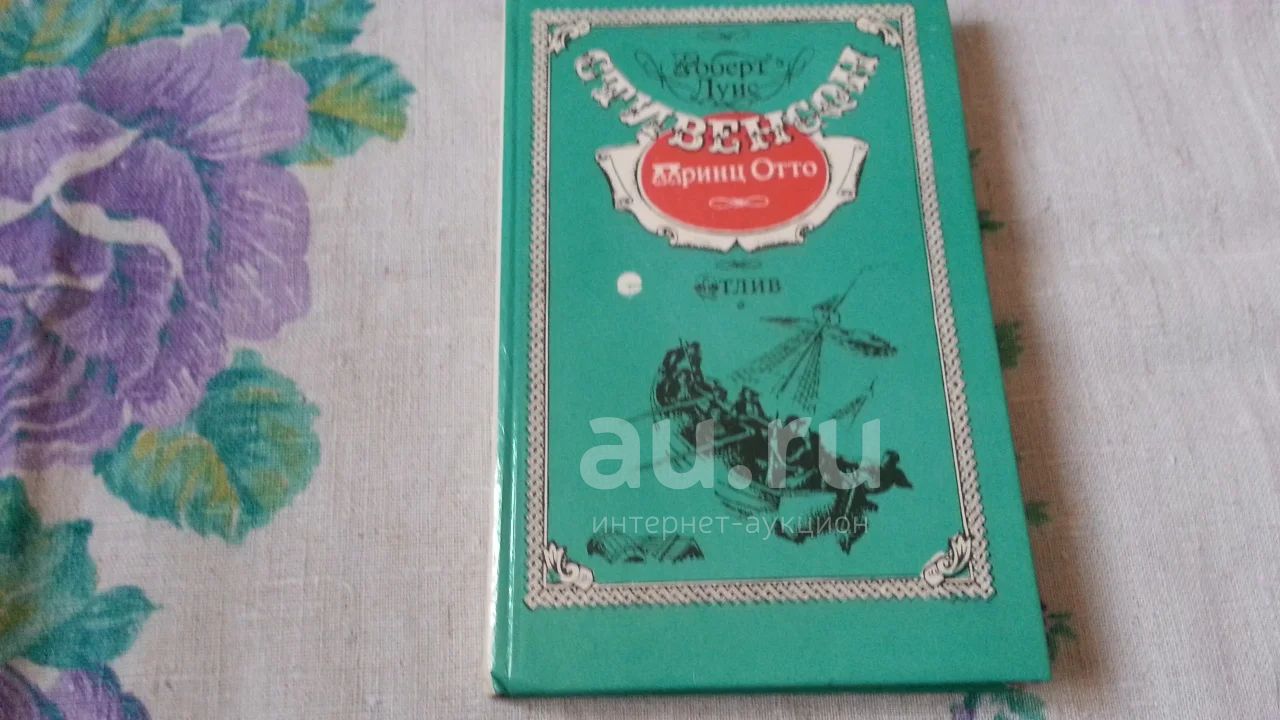 Роберт
Луис
СТИВЕНСОН
Принц Отто
Отлив
au.ru
интернет-аукцион